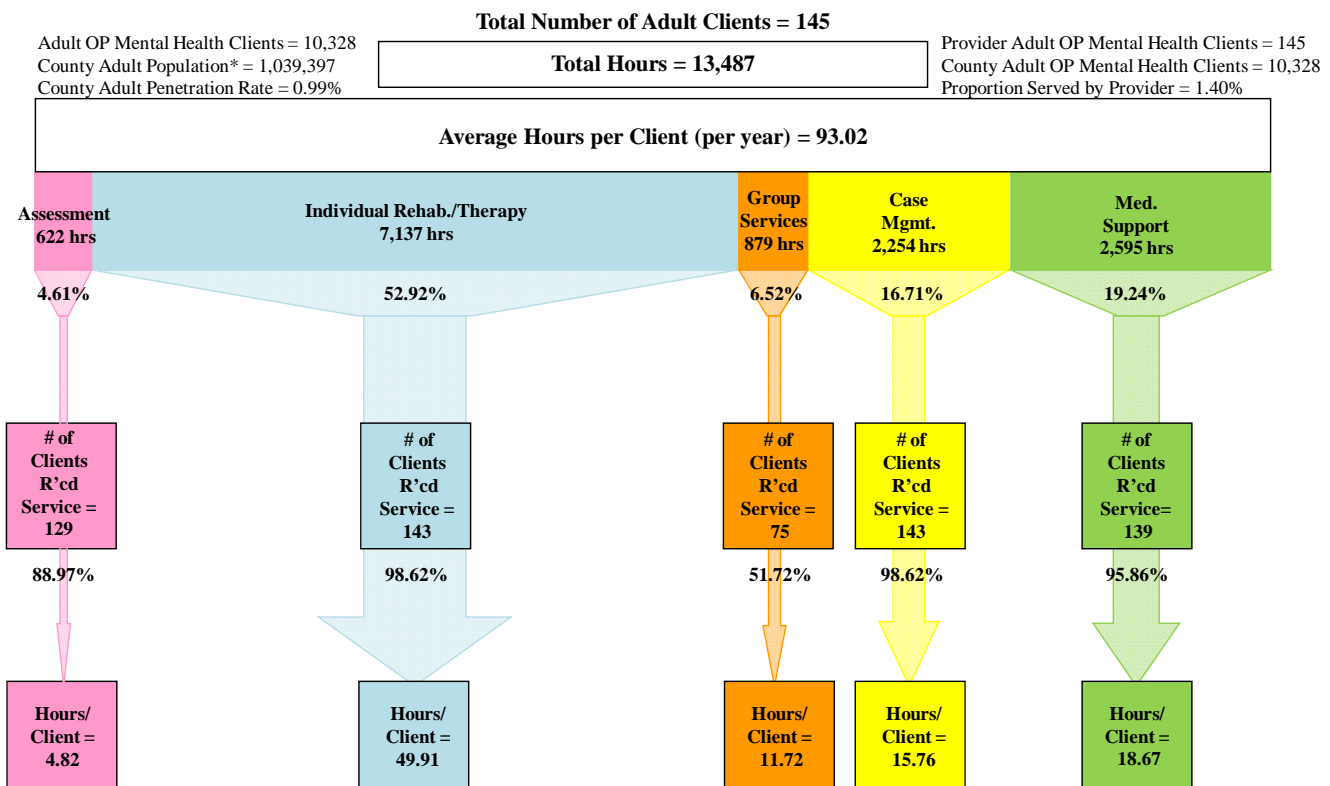 Total Number of Adult Clients = 145
Adult OP Mental Health Clients = 10,328
County Adult Population* = 1,039,397
County Adult Penetration Rate = 0.99%
Total Hours = 13,487
Provider Adult OP Mental Health Clients = 145
County Adult OP Mental Health Clients = 10,328
Proportion Served by Provider = 1.40%
Average Hours per Client (per year) = 93.02
Assessment
622 hrs
Individual Rehab./Therapy
7,137 hrs
Group
Services
879 hrs
Case
Mgmt.
2,254 hrs
Med.
Support
2,595 hrs
4.61%
52.92%
6.52%
16.71%
19.24%
# of
Clients
R’cd
Service =
129
# of
Clients
R’cd
Service =
143
# of
Clients
R’cd
Service =
75
# of
Clients
R’cd
Service =
143
# of
Clients
R’cd
Service=
139
88.97%
98.62%
51.72%
98.62%
95.86%
Hours/
Client =
4.82
Hours/
Client =
49.91
Hours/
Client =
11.72
Hours/
Client =
15.76
Hours/
Client =
18.67